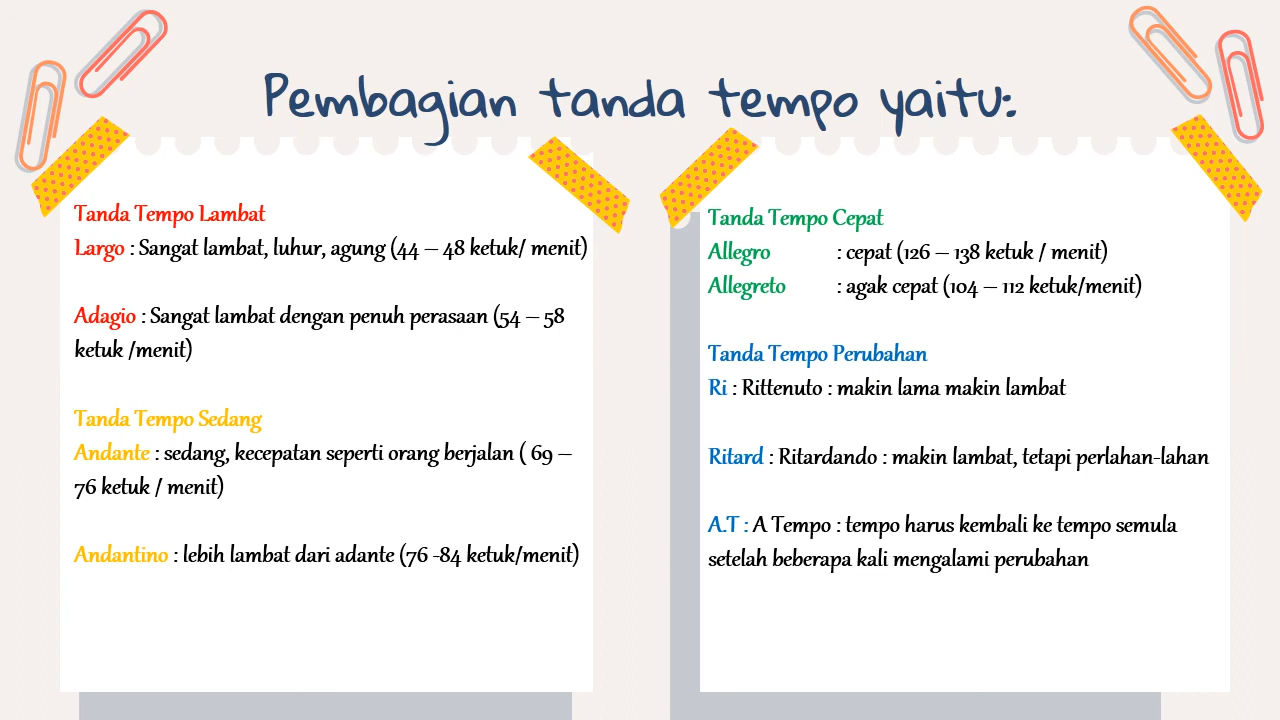 Pembagian tanda tempo yaitu:
Tanda Tempo Lambat
Largo : Sangat lambat, luhur, agung (44 – 48 ketuk/ menit)
Adagio : Sangat lambat dengan penuh perasaan (54 – 58
ketuk /menit)
Tanda Tempo Sedang
Andante : sedang, kecepatan seperti orang berjalan ( 69 –
76 ketuk / menit)
Andantino : lebih lambat dari adante (76 -84 ketuk/menit)
Tanda Tempo Cepat
Allegro : cepat (126 – 138 ketuk / menit)
Allegreto : agak cepat (104 – 112 ketuk/menit)
Tanda Tempo Perubahan
Ri : Rittenuto : makin lama makin lambat
Ritard : Ritardando : makin lambat, tetapi perlahan-lahan
A.T : A Tempo : tempo harus kembali ke tempo semula
setelah beberapa kali mengalami perubahan